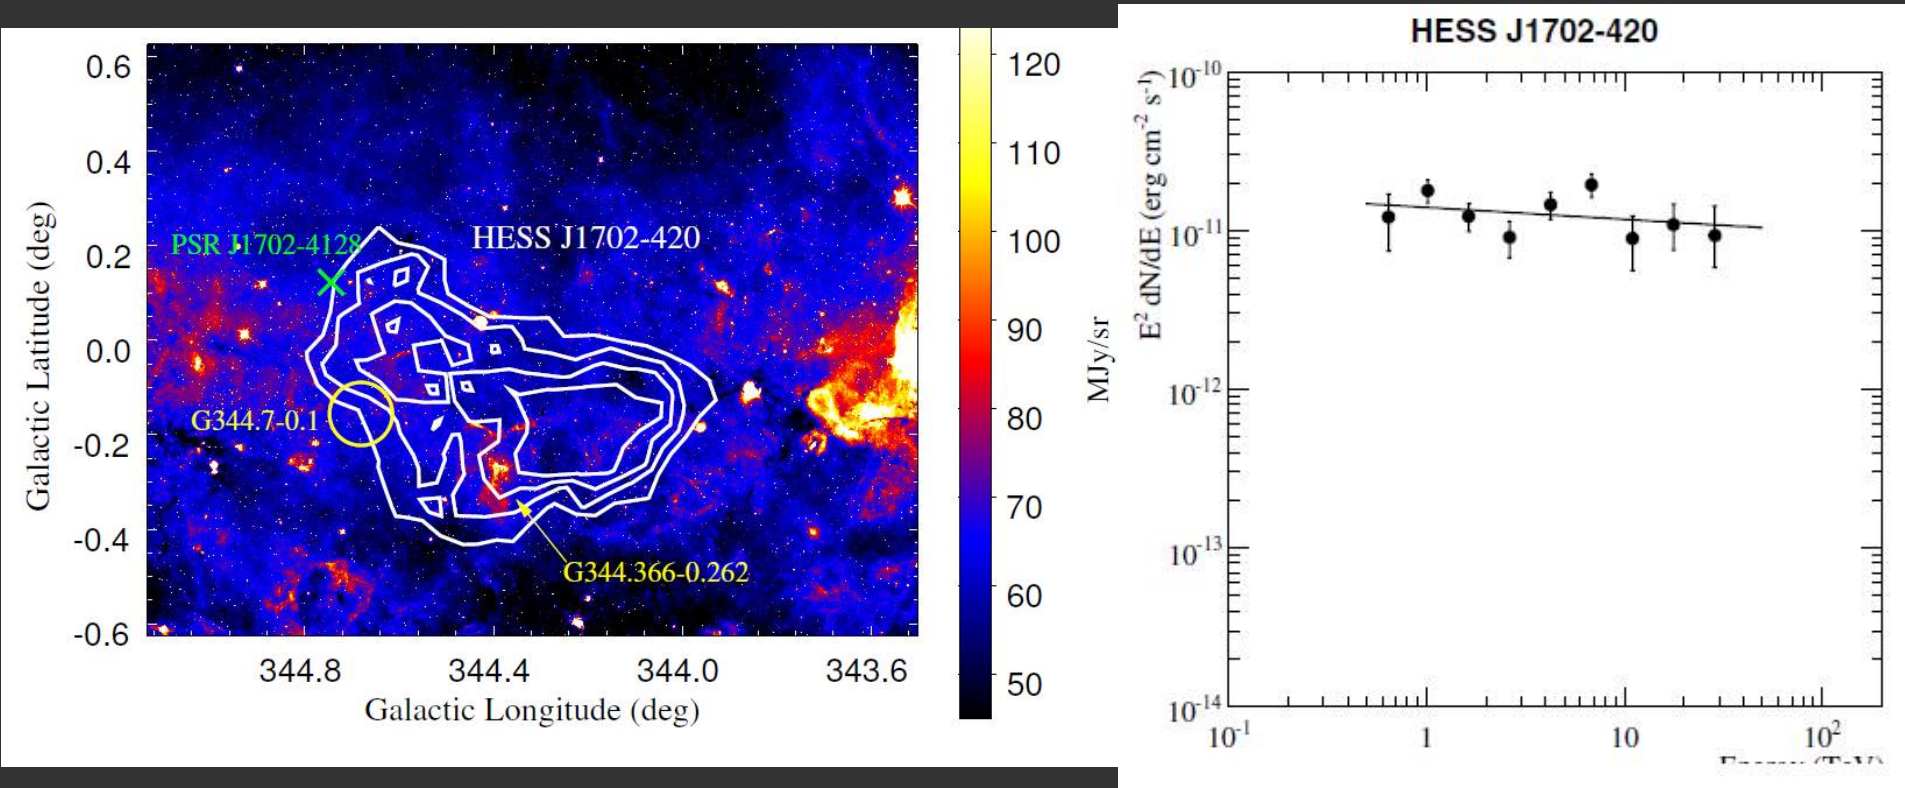 0.6
0.4
0.2
0.0
-0.2
-0.4
-0.6
Galactic Latitude (deg)
PSR J1702-4128
HESS J1702-420
G344.7-0.1
G344.366-0.262
344.8 344.4 344.0 343.6
Galactic Longitude (deg)
120
110
100
90
80
70
60
50
MJy/sr
HESS J1702-420
E² dN/dE (erg cm⁻² s⁻¹)
10⁻¹⁰
10⁻¹¹
10⁻¹²
10⁻¹³
10⁻¹⁴
10⁻¹ 1 10 10²
Energy (TeV)